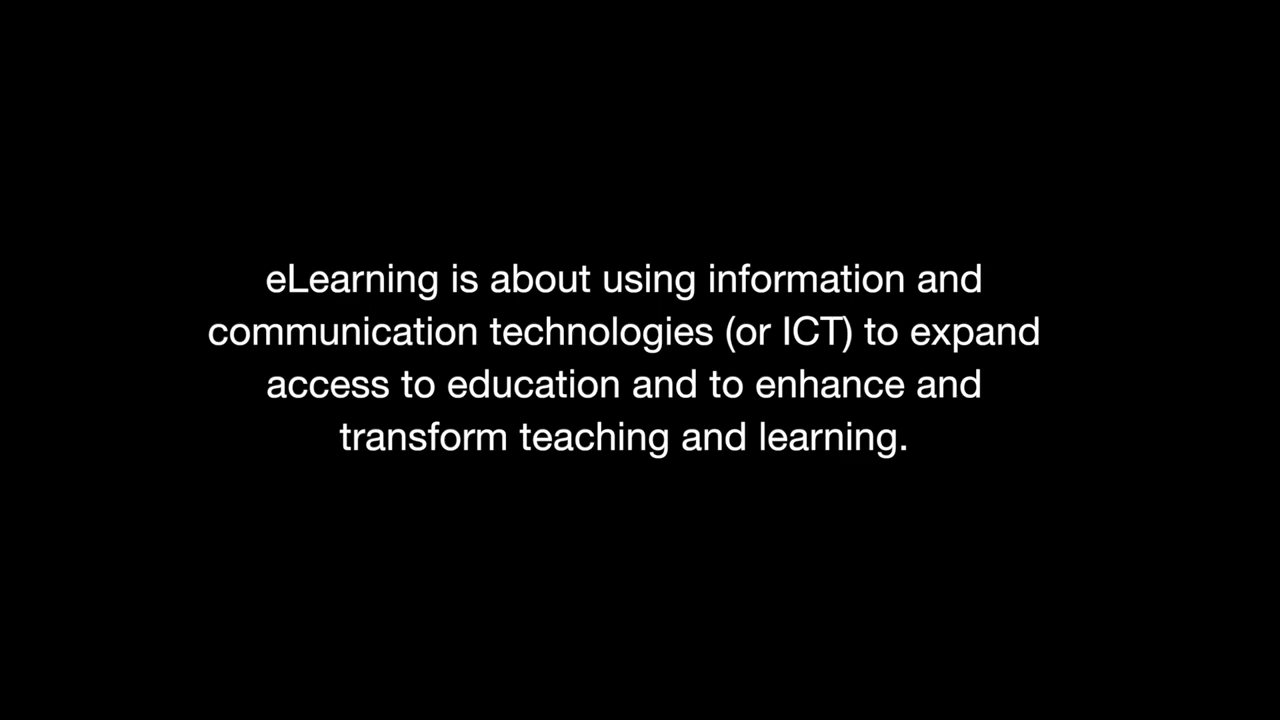 eLearning is about using information and
communication technologies (or ICT) to expand
access to education and to enhance and
transform teaching and learning.